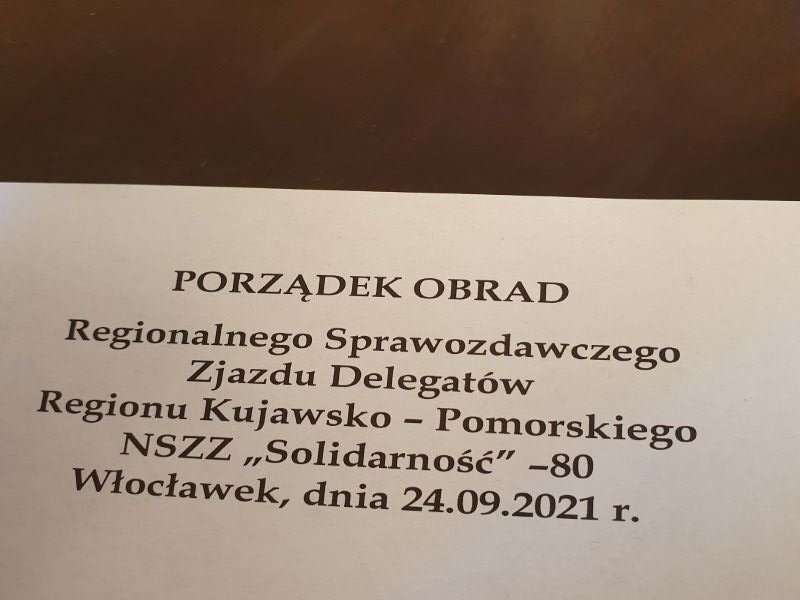 PORZĄDEK OBRAD
Regionalnego Sprawozdawczego
Zjazdu Delegatów
Regionu Kujawsko – Pomorskiego
NSZZ „Solidarność” –80
Włocławek, dnia 24.09.2021 r.